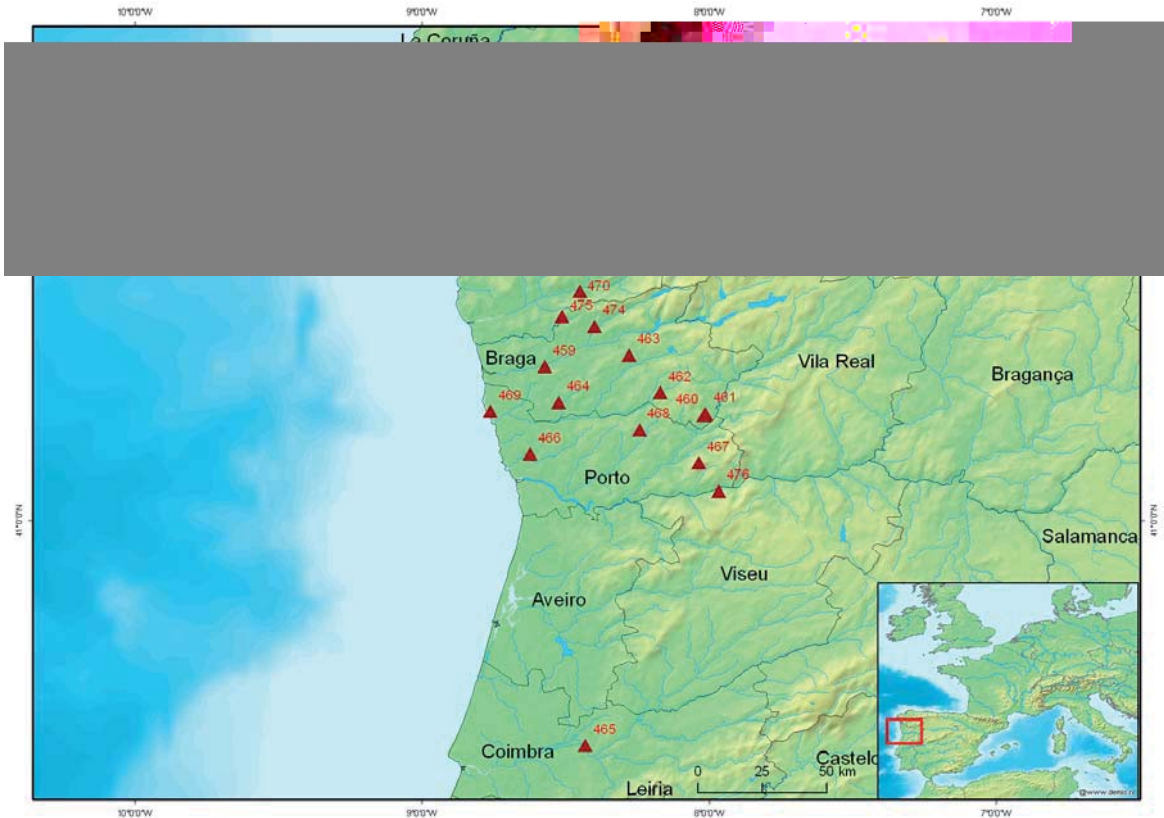 10°0'0"W 9°0'0"W 8°0'0"W 7°0'0"W
La Coruña
470
475 474
463
Braga 459
Vila Real
Bragança
462
464
469 460 461
468
466
467
Porto 476
41°0'0"N 41°0'0"N
Salamanca
Viseu
Aveiro
465
Coimbra
Castelo
0 25 50 km
Leiria
10°0'0"W 9°0'0"W 8°0'0"W 7°0'0"W